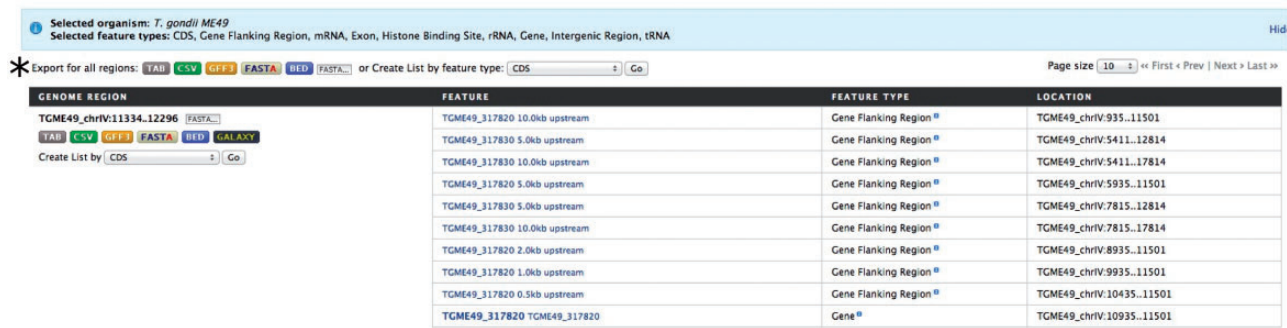 Selected organism: T. gondii ME49
Selected feature types: CDS, Gene Flanking Region, mRNA, Exon, Histone Binding Site, rRNA, Gene, Intergenic Region, tRNA
Hid
* Export for all regions: TAB CSV GFF3 FASTA BED FASTA... or Create List by feature type: CDS Go
Page size 10 « First ‹ Prev | Next › Last »
GENOME REGION FEATURE FEATURE TYPE LOCATION
TGME49_chrIV:11334..12296 FASTA...
TAB CSV GFF3 FASTA BED GALAXY
Create List by CDS Go
TGME49_317820 10.0kb upstream Gene Flanking Region TGME49_chrIV:935..11501
TGME49_317830 5.0kb upstream Gene Flanking Region TGME49_chrIV:5411..12814
TGME49_317830 10.0kb upstream Gene Flanking Region TGME49_chrIV:5411..17814
TGME49_317820 5.0kb upstream Gene Flanking Region TGME49_chrIV:5935..11501
TGME49_317830 5.0kb upstream Gene Flanking Region TGME49_chrIV:7815..12814
TGME49_317830 10.0kb upstream Gene Flanking Region TGME49_chrIV:7815..17814
TGME49_317820 2.0kb upstream Gene Flanking Region TGME49_chrIV:8935..11501
TGME49_317820 1.0kb upstream Gene Flanking Region TGME49_chrIV:9935..11501
TGME49_317820 0.5kb upstream Gene Flanking Region TGME49_chrIV:10435..11501
TGME49_317820 TGME49_317820 Gene TGME49_chrIV:10935..11501